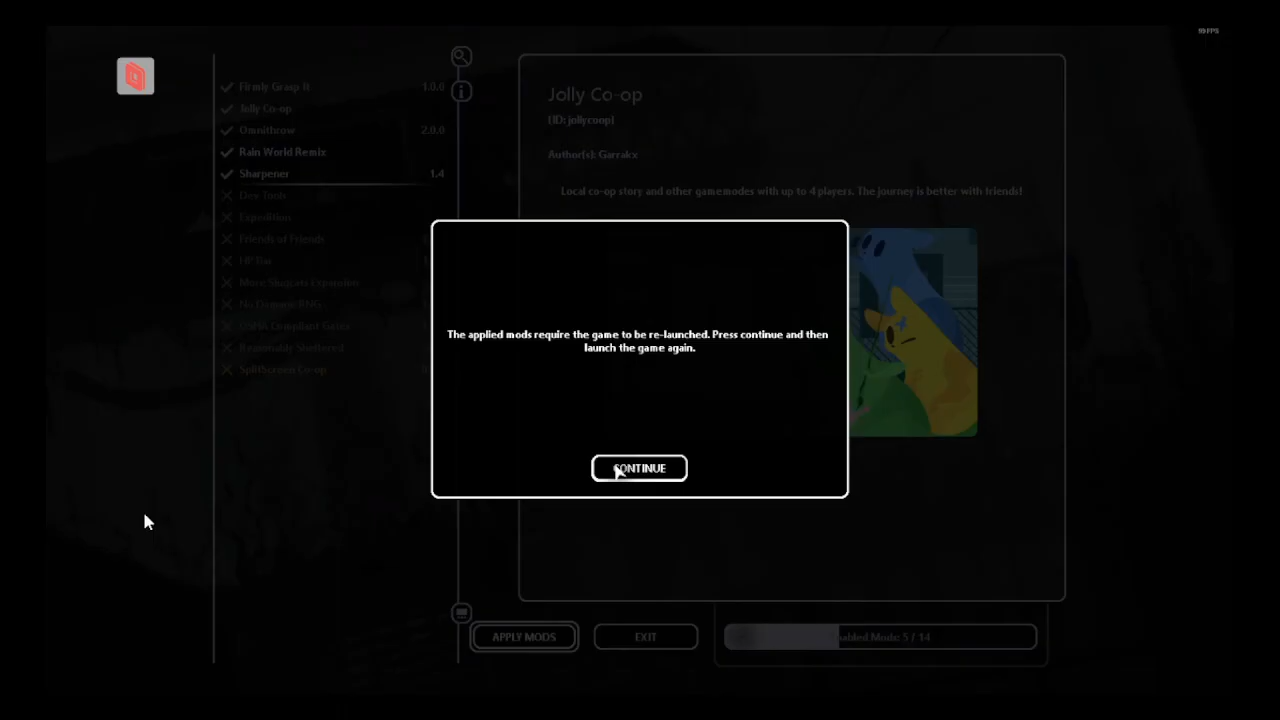 99 FPS
Firmly Grasp It 1.0.0
Jolly Co-op
Omnithrow 2.0.0
Rain World Remix
Sharpener 1.4
Dev Tools
Expedition
Friends of Friends
HP Bar
More Slugcats Expansion
No Damage RNG
OSHA Compliant Gates
Reasonably Sheltered
SplitScreen Co-op
Jolly Co-op
[ID: jollycoop]
Author(s): Garrakx
Local co-op story and other gamemodes with up to 4 players. The journey is better with friends!
The applied mods require the game to be re-launched. Press continue and then
launch the game again.
CONTINUE
APPLY MODS
EXIT
Enabled Mods: 5 / 14